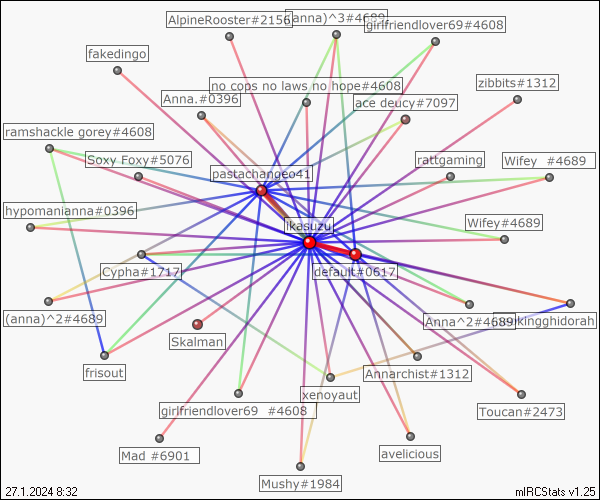 AlpineRooster#2156
(anna)^3#4689
girlfriendlover69#4608
fakedingo
no cops no laws no hope#4608
zibbits#1312
Anna.#0396
ace deucy#7097
ramshackle gorey#4608
Soxy Foxy#5076
rattgaming
Wifey #4689
pastachangeo41
hypomanianna#0396
ikasuzu
Wifey#4689
Cypha#1717
default#0617
(anna)^2#4689
Anna^2#4689
kingghidorah
Skalman
frisout
Annarchist#1312
xenoyaut
girlfriendlover69 #4608
Toucan#2473
Mad #6901
avelicious
Mushy#1984
27.1.2024 8:32
mIRCStats v1.25